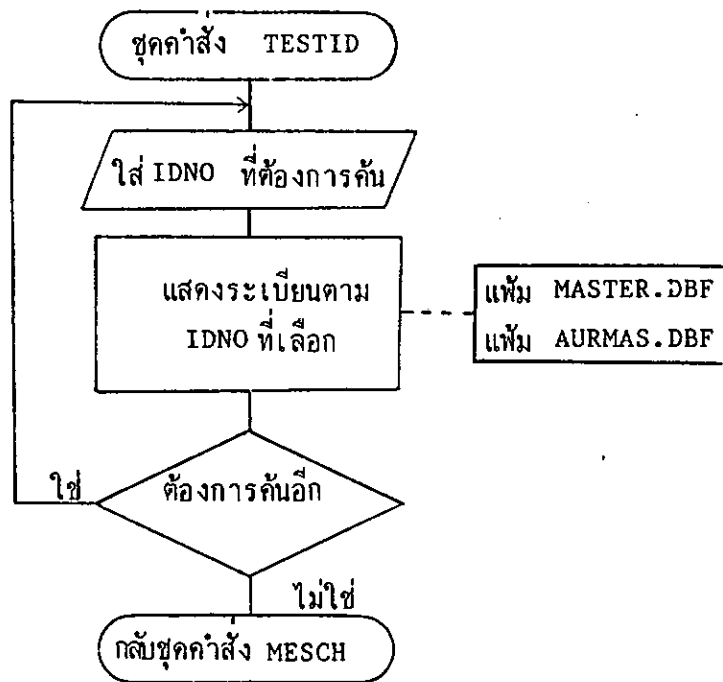 ชุดคำสั่ง TESTID
ใส่ IDNO ที่ต้องการค้น
แสดงระเบียนตาม
IDNO ที่เลือก
แฟ้ม MASTER.DBF
แฟ้ม AURMAS.DBF
ต้องการค้นอีก
ใช่
ไม่ใช่
กลับชุดคำสั่ง MESCH